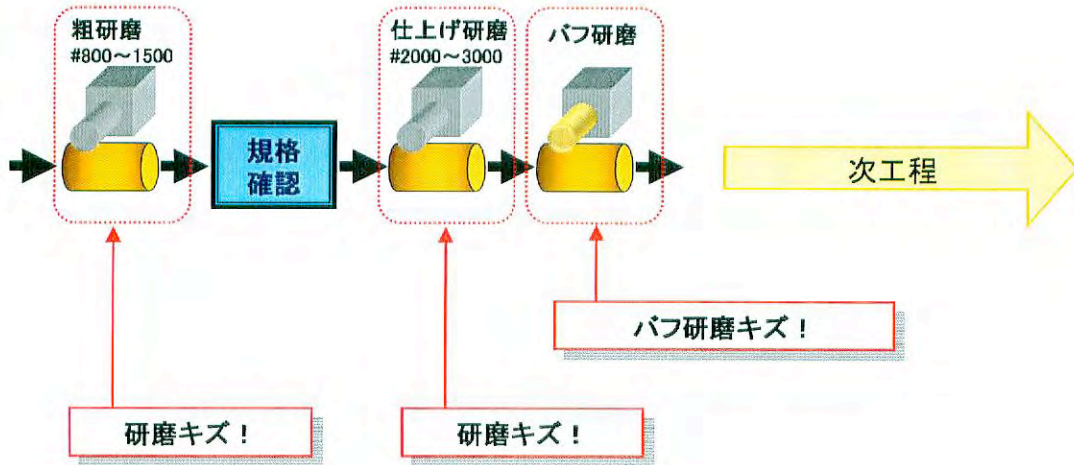 粗研磨
#800～1500
規格
確認
仕上げ研磨
#2000～3000
バフ研磨
次工程
バフ研磨キズ！
研磨キズ！
研磨キズ！